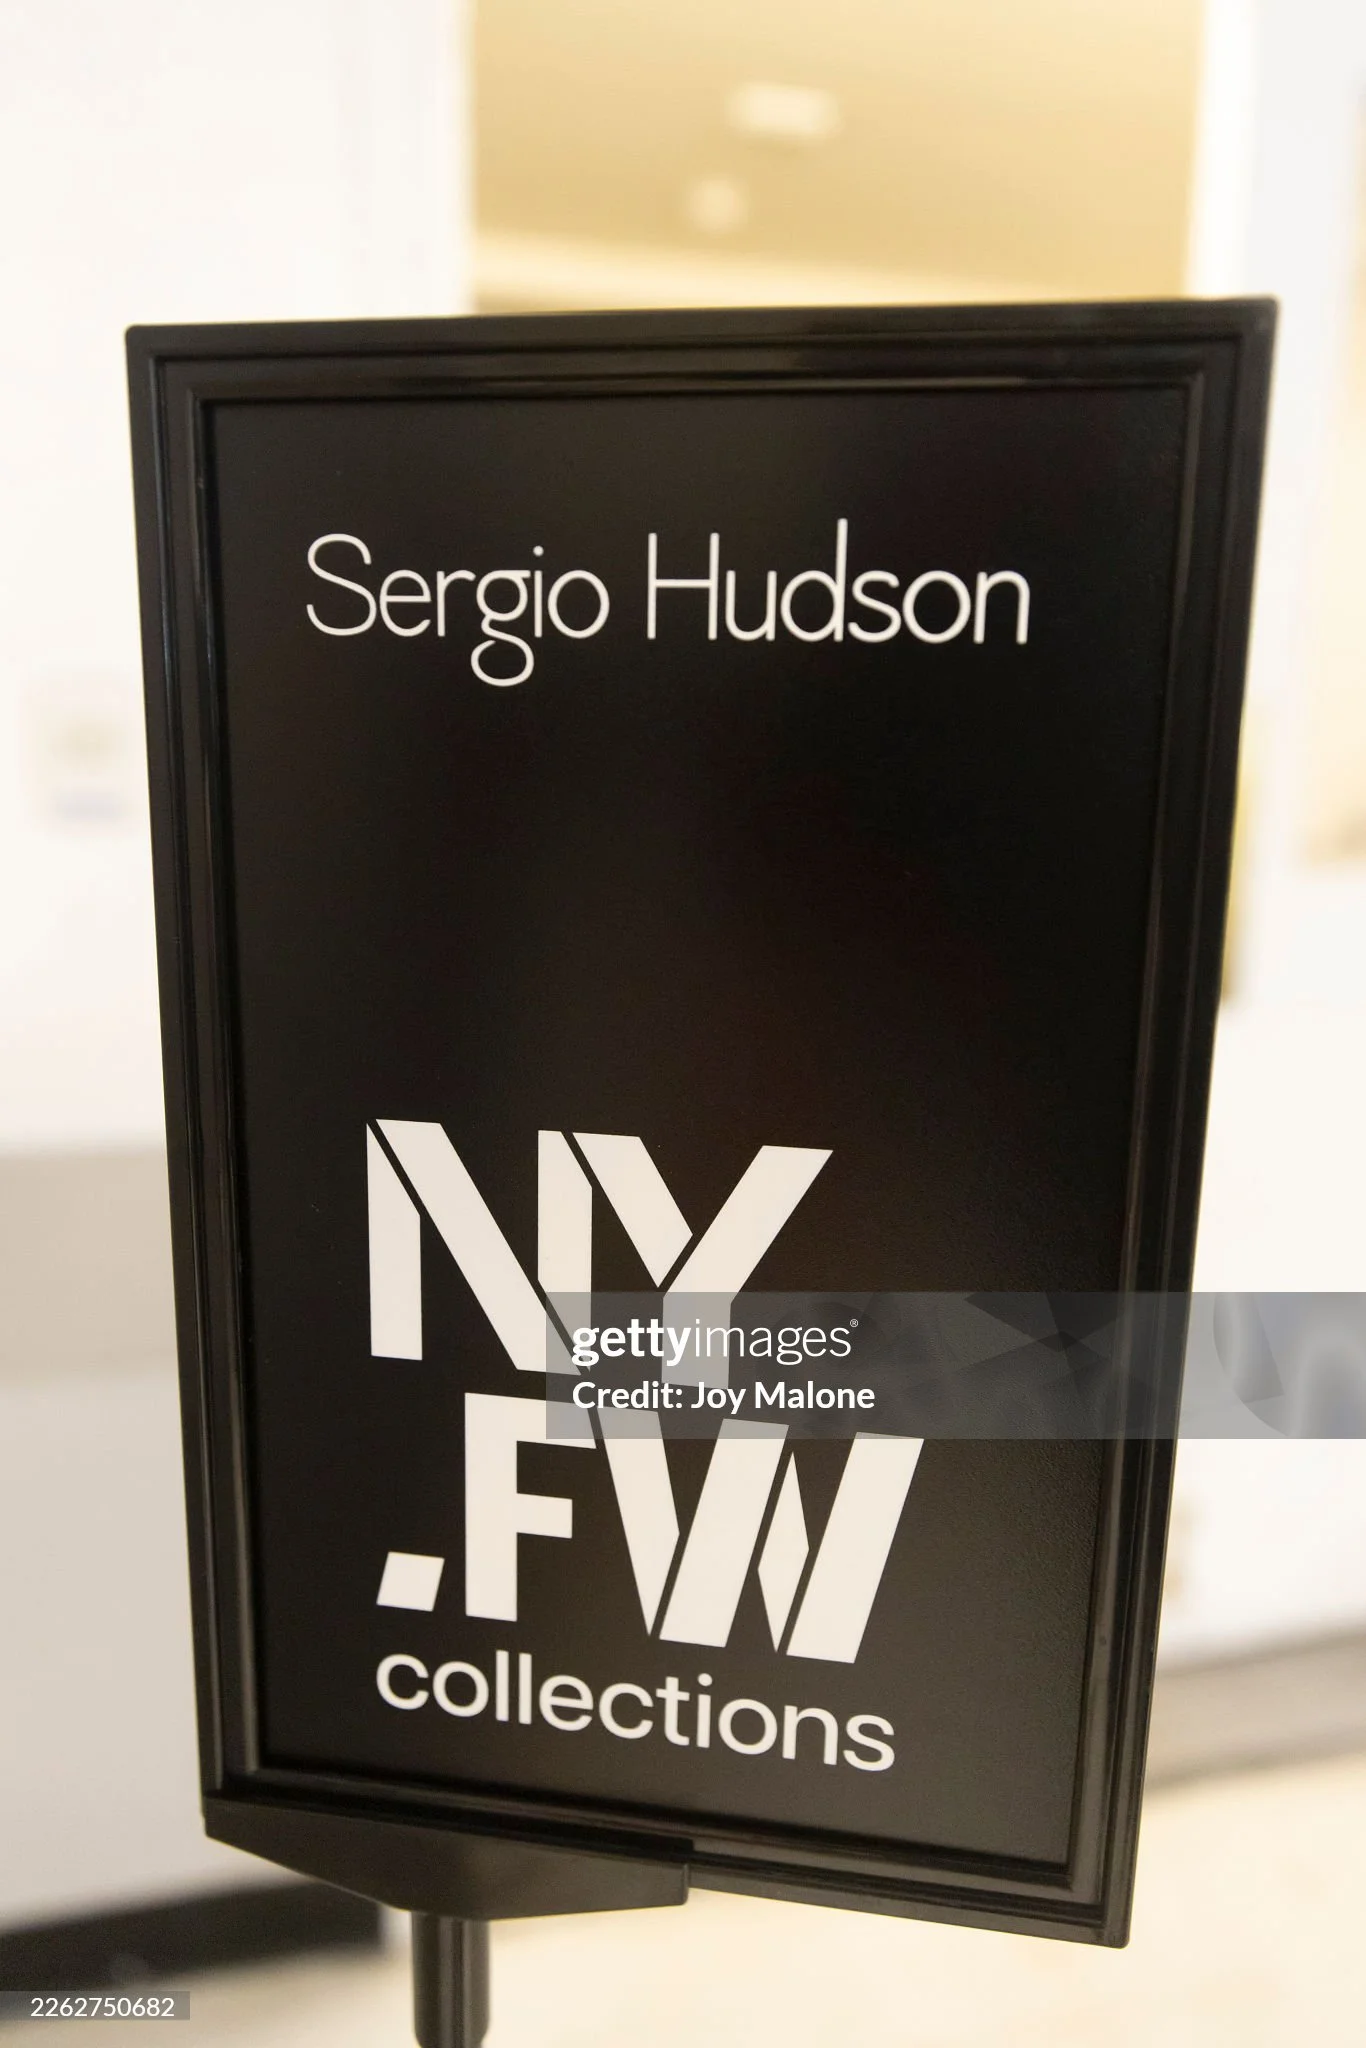 Sergio Hudson
NY
gettyimages®
Credit: Joy Malone
.FW
collections
2262750682